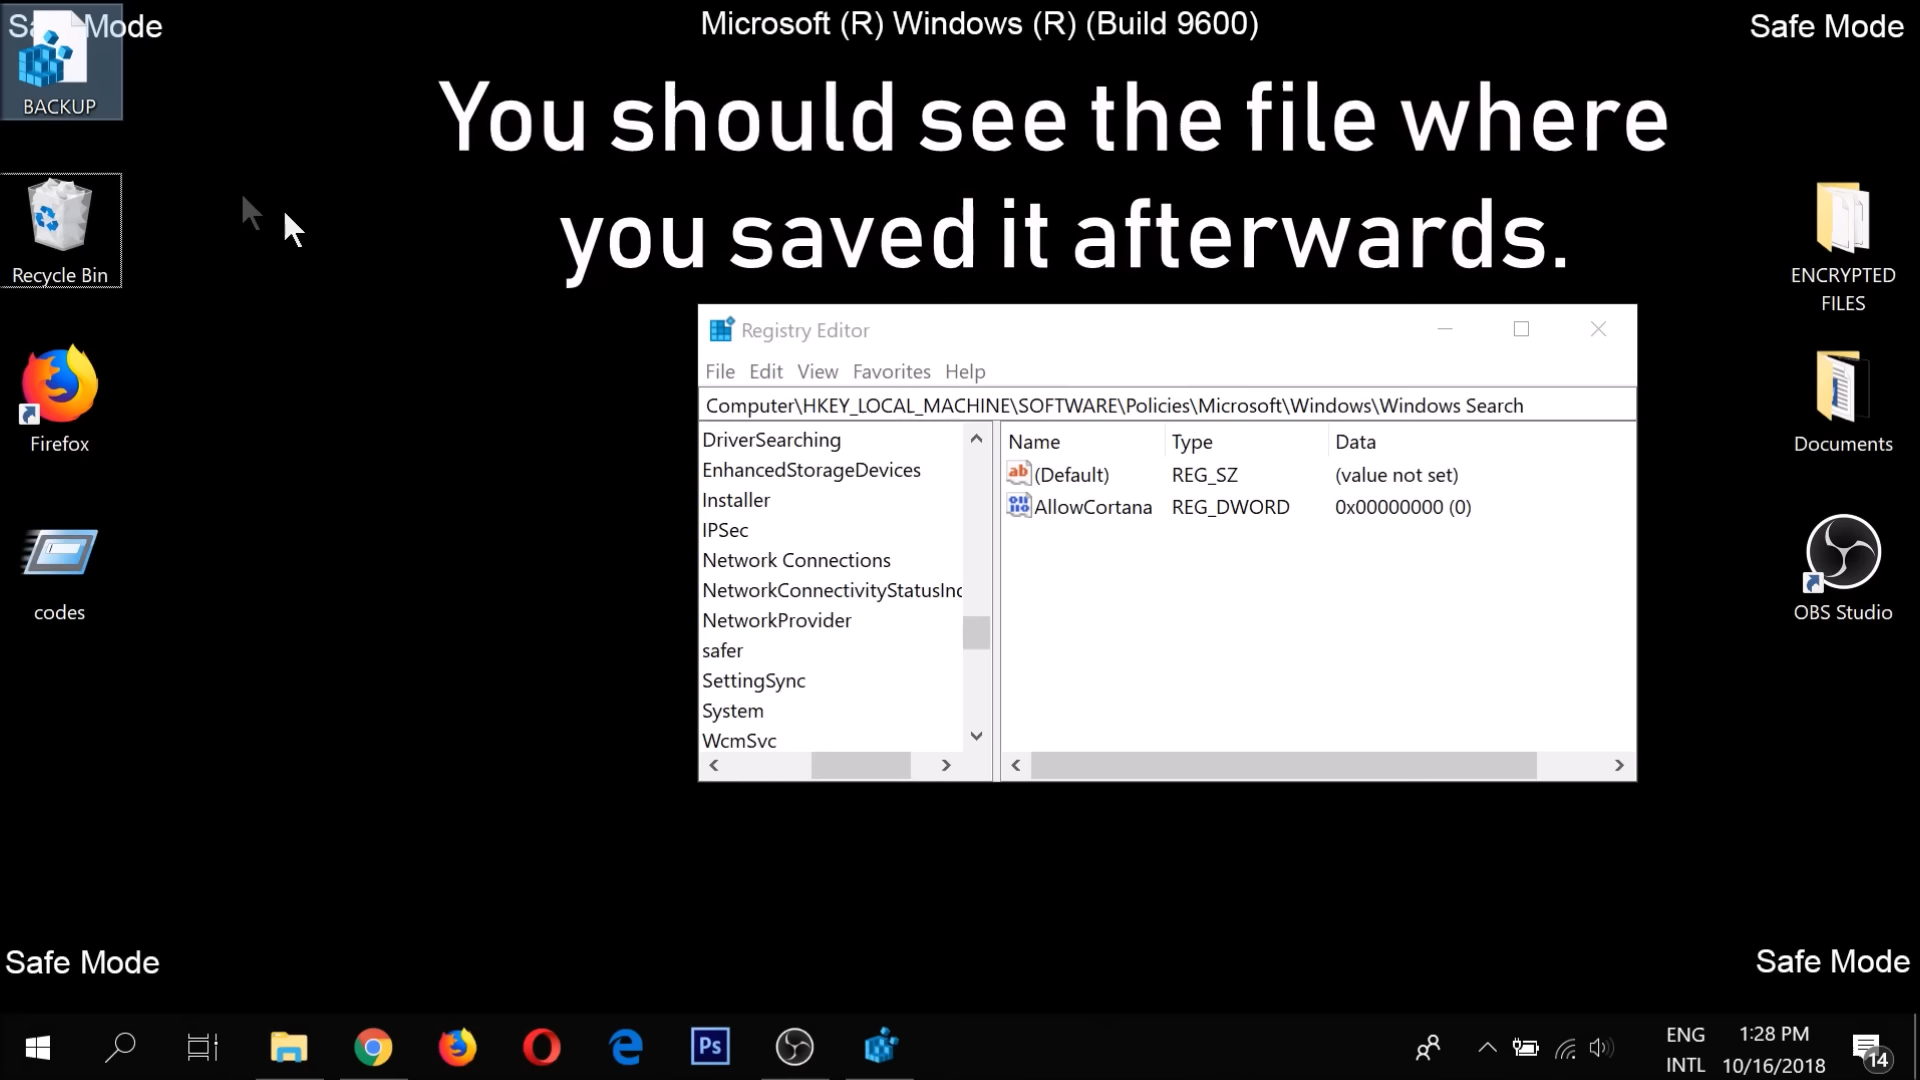 Safe Mode
Microsoft (R) Windows (R) (Build 9600)
Safe Mode
BACKUP
You should see the file where
you saved it afterwards.
Recycle Bin
Firefox
codes
ENCRYPTED
FILES
Documents
OBS Studio
Registry Editor
File Edit View Favorites Help
Computer\HKEY_LOCAL_MACHINE\SOFTWARE\Policies\Microsoft\Windows\Windows Search
DriverSearching
EnhancedStorageDevices
Installer
IPSec
Network Connections
NetworkConnectivityStatusInd
NetworkProvider
safer
SettingSync
System
WcmSvc
Name Type Data
ab (Default) REG_SZ (value not set)
AllowCortana REG_DWORD 0x00000000 (0)
Safe Mode
Safe Mode
Ps
ENG
INTL
1:28 PM
10/16/2018
14